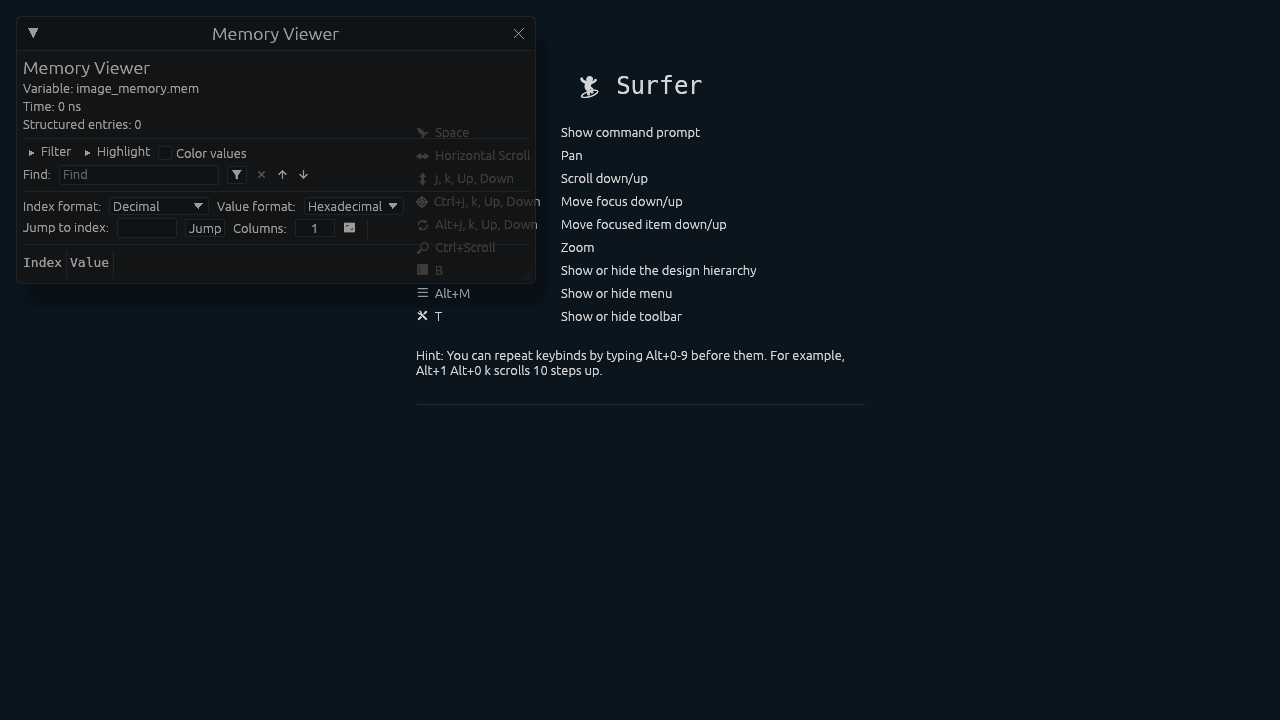 Memory Viewer
Memory Viewer
Variable: image_memory.mem
Time: 0 ns
Structured entries: 0
Filter Highlight Color values
Find: Find
Index format: Decimal Value format: Hexadecimal
Jump to index: Jump Columns: 1
Index Value
Surfer
Space Show command prompt
Horizontal Scroll Pan
j, k, Up, Down Scroll down/up
Ctrl+j, k, Up, Down Move focus down/up
Alt+j, k, Up, Down Move focused item down/up
Ctrl+Scroll Zoom
B Show or hide the design hierarchy
Alt+M Show or hide menu
T Show or hide toolbar
Hint: You can repeat keybinds by typing Alt+0-9 before them. For example,
Alt+1 Alt+0 k scrolls 10 steps up.